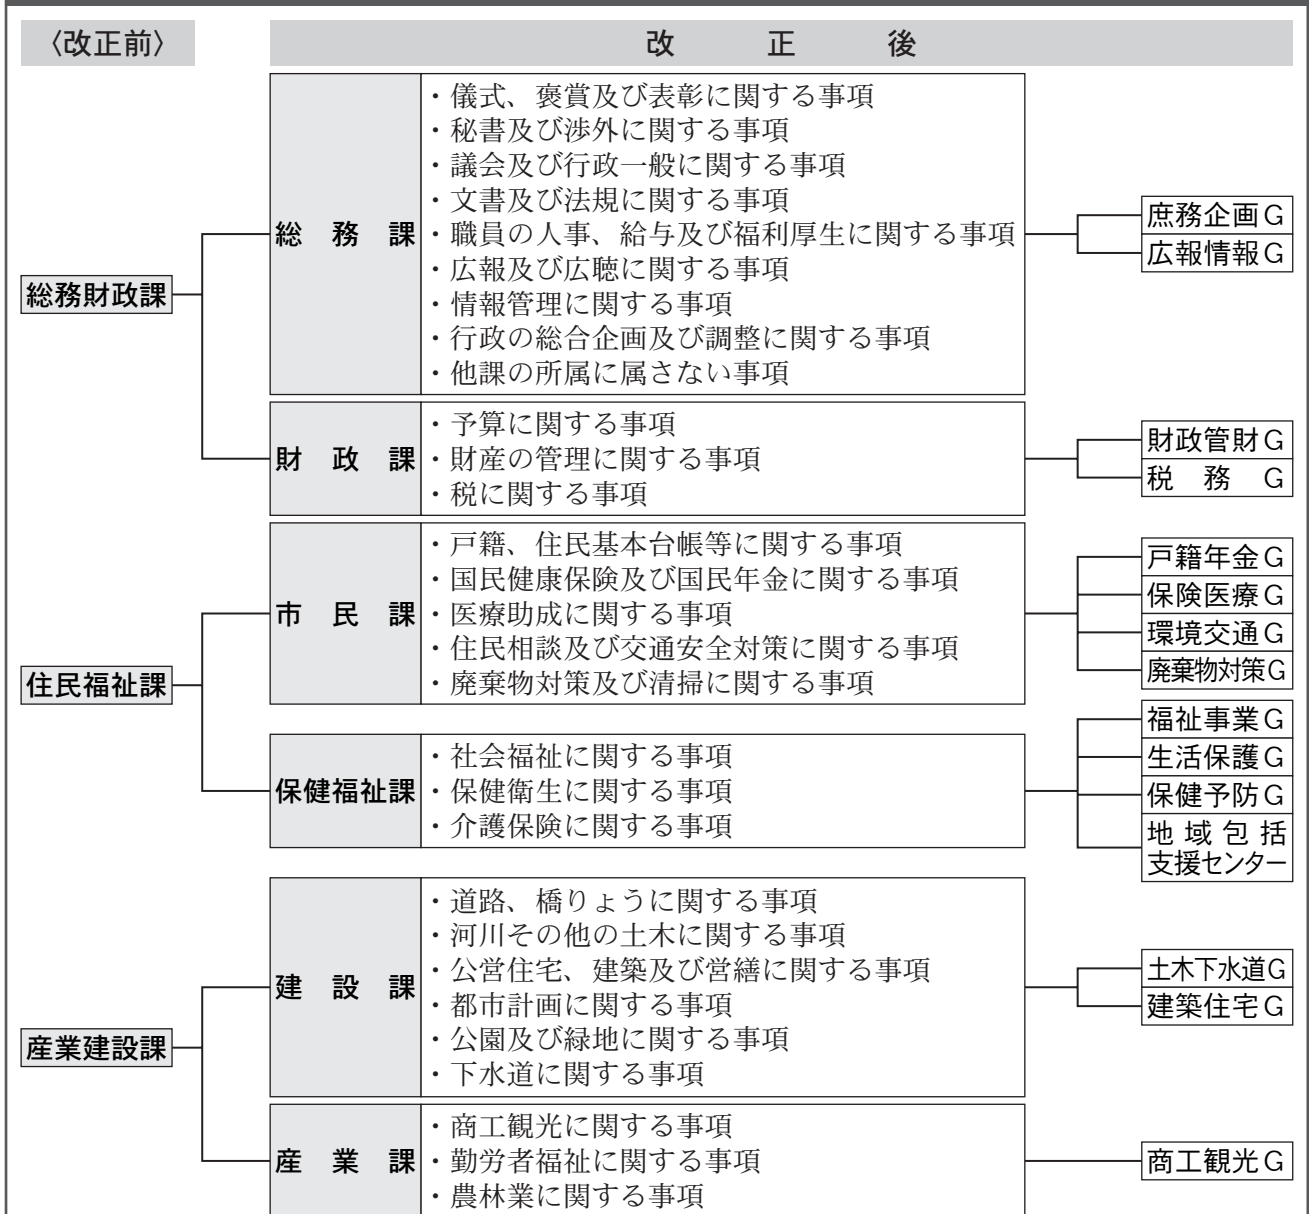 〈改正前〉
改正後
総務財政課
総務課
・儀式、褒賞及び表彰に関する事項
・秘書及び渉外に関する事項
・議会及び行政一般に関する事項
・文書及び法規に関する事項
・職員の人事、給与及び福利厚生に関する事項
・広報及び広聴に関する事項
・情報管理に関する事項
・行政の総合企画及び調整に関する事項
・他課の所属に属さない事項
庶務企画G
広報情報G
財政課
・予算に関する事項
・財産の管理に関する事項
・税に関する事項
財政管財G
税務G
住民福祉課
市民課
・戸籍、住民基本台帳等に関する事項
・国民健康保険及び国民年金に関する事項
・医療助成に関する事項
・住民相談及び交通安全対策に関する事項
・廃棄物対策及び清掃に関する事項
戸籍年金G
保険医療G
環境交通G
廃棄物対策G
保健福祉課
・社会福祉に関する事項
・保健衛生に関する事項
・介護保険に関する事項
福祉事業G
生活保護G
保健予防G
地域包括
支援センター
産業建設課
建設課
・道路、橋りょうに関する事項
・河川その他の土木に関する事項
・公営住宅、建築及び営繕に関する事項
・都市計画に関する事項
・公園及び緑地に関する事項
・下水道に関する事項
土木下水道G
建築住宅G
産業課
・商工観光に関する事項
・勤労者福祉に関する事項
・農林業に関する事項
商工観光G